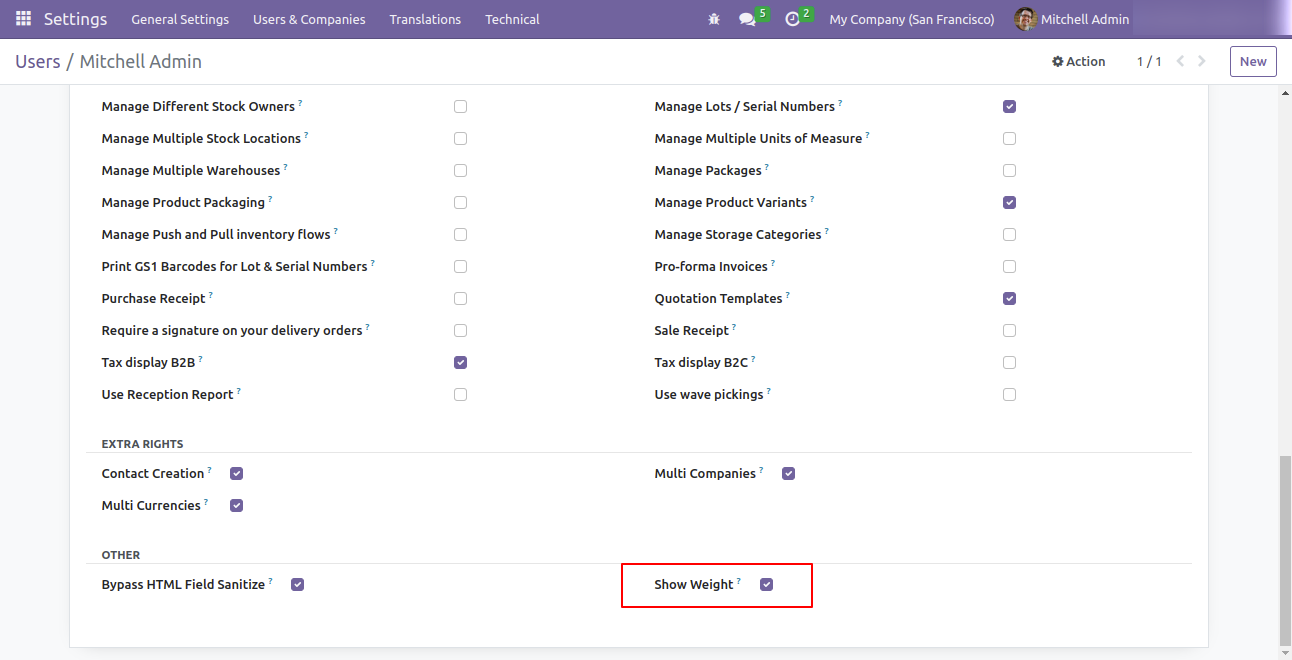 Settings General Settings Users & Companies Translations Technical 5 2 My Company (San Francisco) Mitchell Admin
Users / Mitchell Admin Action 1 / 1 New
Manage Different Stock Owners ? Manage Lots / Serial Numbers ?
Manage Multiple Stock Locations ? Manage Multiple Units of Measure ?
Manage Multiple Warehouses ? Manage Packages ?
Manage Product Packaging ? Manage Product Variants ?
Manage Push and Pull inventory flows ? Manage Storage Categories ?
Print GS1 Barcodes for Lot & Serial Numbers ? Pro-forma Invoices ?
Purchase Receipt ? Quotation Templates ?
Require a signature on your delivery orders ? Sale Receipt ?
Tax display B2B ? Tax display B2C ?
Use Reception Report ? Use wave pickings ?
EXTRA RIGHTS
Contact Creation ? Multi Companies ?
Multi Currencies ?
OTHER
Bypass HTML Field Sanitize ? Show Weight ?